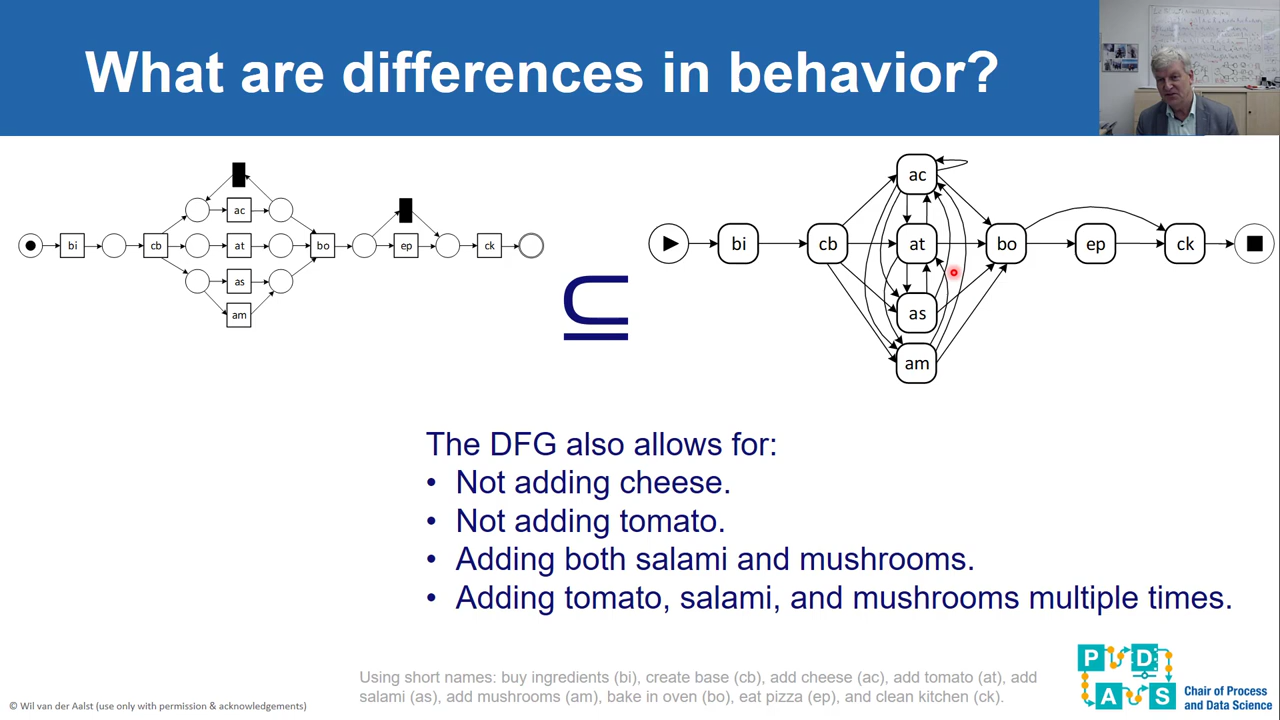 What are differences in behavior?
bi
cb
ac
at
as
am
bo
ep
ck
⊆
bi
cb
ac
at
as
am
bo
ep
ck
The DFG also allows for:
• Not adding cheese.
• Not adding tomato.
• Adding both salami and mushrooms.
• Adding tomato, salami, and mushrooms multiple times.
Using short names: buy ingredients (bi), create base (cb), add cheese (ac), add tomato (at), add
salami (as), add mushrooms (am), bake in oven (bo), eat pizza (ep), and clean kitchen (ck).
© Wil van der Aalst (use only with permission & acknowledgements)
P D
A S
Chair of Process
and Data Science